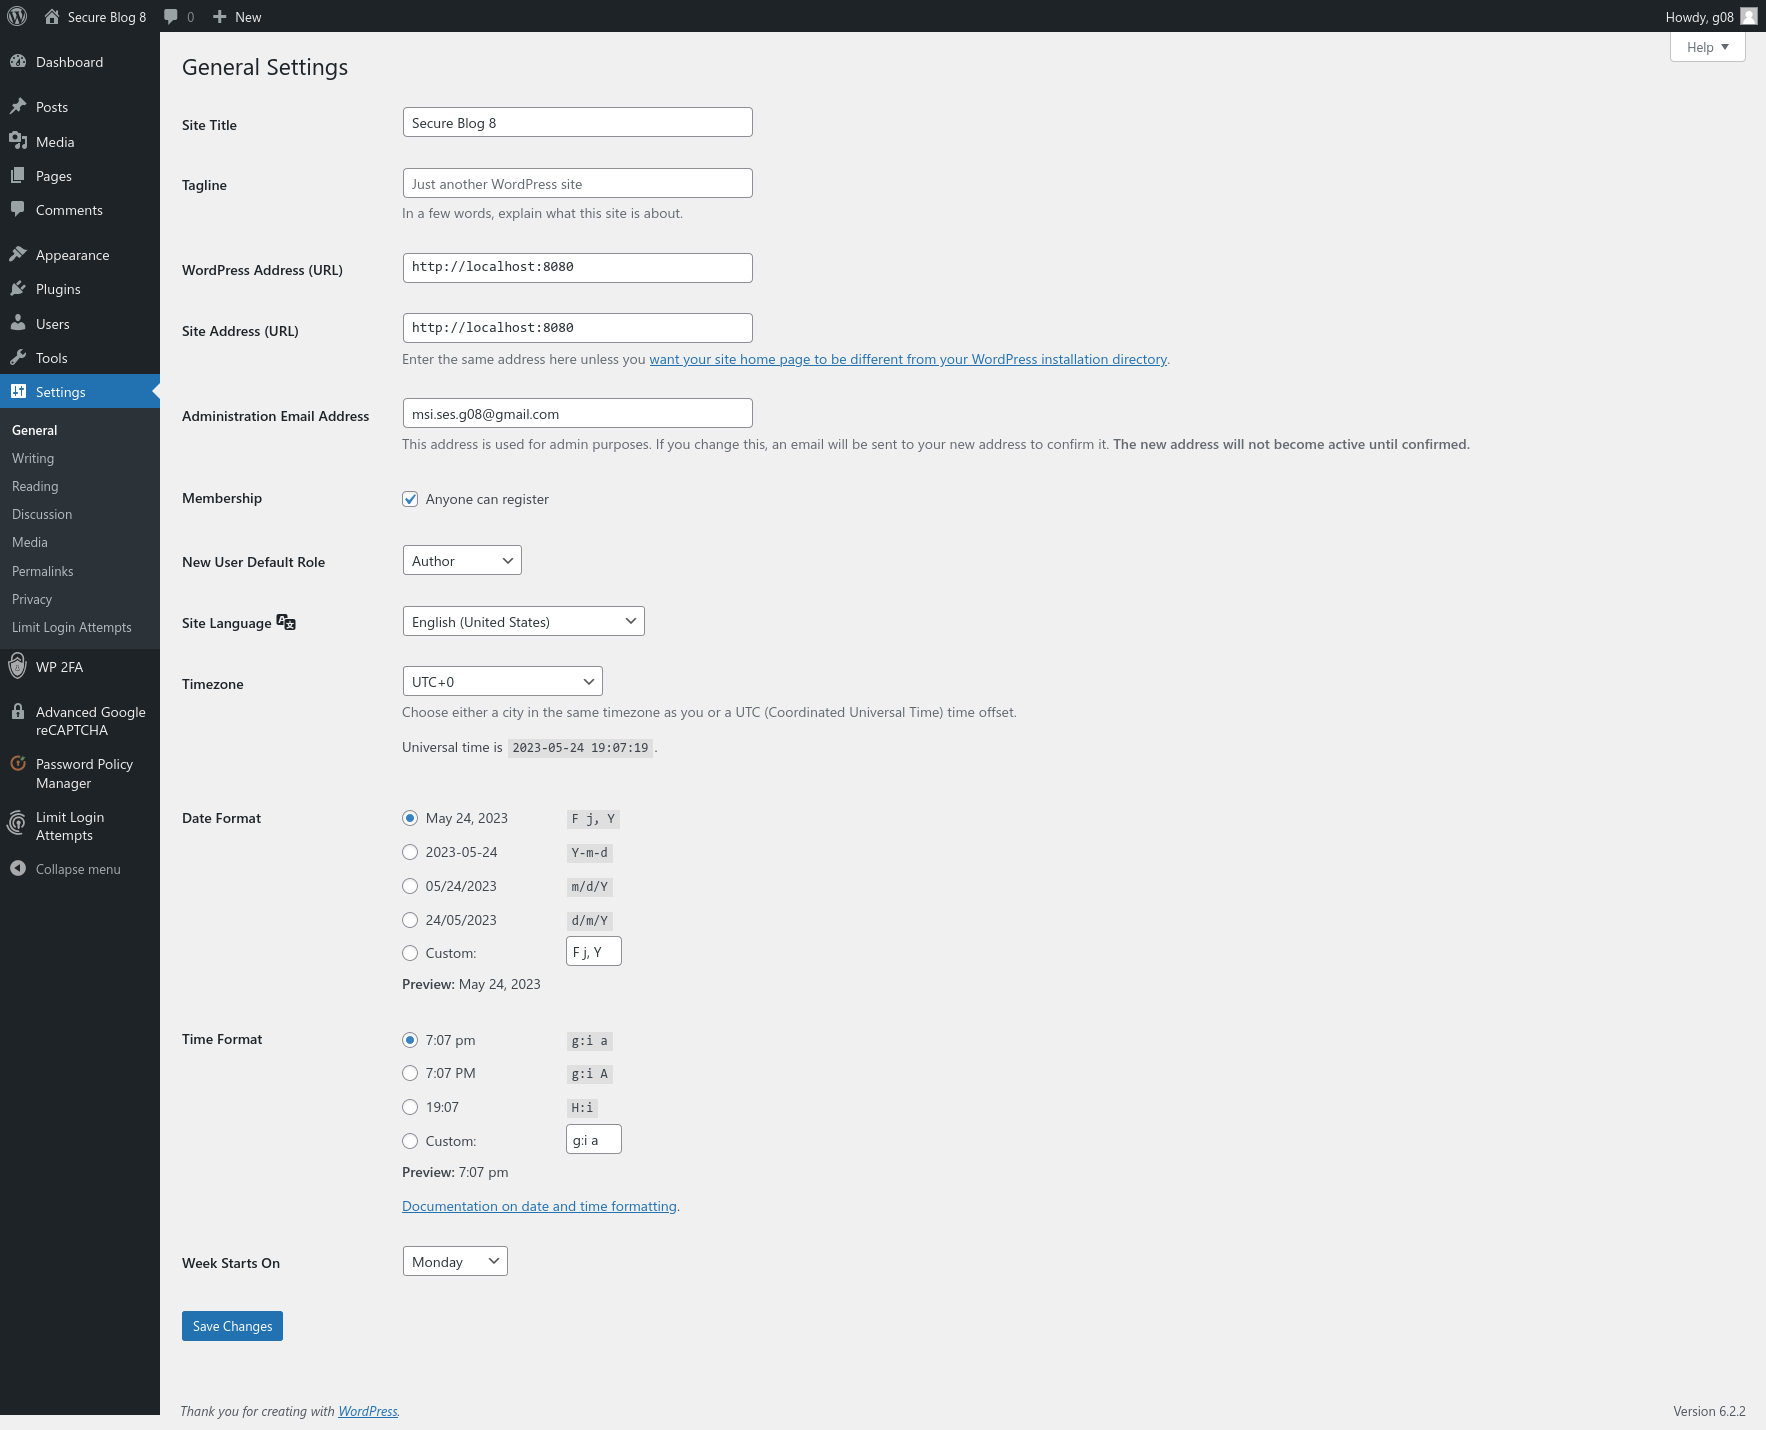 Secure Blog 8
0
New
Howdy, g08
Help
Dashboard
Posts
Media
Pages
Comments
Appearance
Plugins
Users
Tools
Settings
General
Writing
Reading
Discussion
Media
Permalinks
Privacy
Limit Login Attempts
WP 2FA
Advanced Google
reCAPTCHA
Password Policy
Manager
Limit Login
Attempts
Collapse menu
General Settings
Site Title
Secure Blog 8
Tagline
Just another WordPress site
In a few words, explain what this site is about.
WordPress Address (URL)
http://localhost:8080
Site Address (URL)
http://localhost:8080
Enter the same address here unless you want your site home page to be different from your WordPress installation directory.
Administration Email Address
msi.ses.g08@gmail.com
This address is used for admin purposes. If you change this, an email will be sent to your new address to confirm it. The new address will not become active until confirmed.
Membership
Anyone can register
New User Default Role
Author
Site Language
English (United States)
Timezone
UTC+0
Choose either a city in the same timezone as you or a UTC (Coordinated Universal Time) time offset.
Universal time is 2023-05-24 19:07:19.
Date Format
May 24, 2023 F j, Y
2023-05-24 Y-m-d
05/24/2023 m/d/Y
24/05/2023 d/m/Y
Custom: F j, Y
Preview: May 24, 2023
Time Format
7:07 pm g:i a
7:07 PM g:i A
19:07 H:i
Custom: g:i a
Preview: 7:07 pm
Documentation on date and time formatting.
Week Starts On
Monday
Save Changes
Thank you for creating with WordPress.
Version 6.2.2